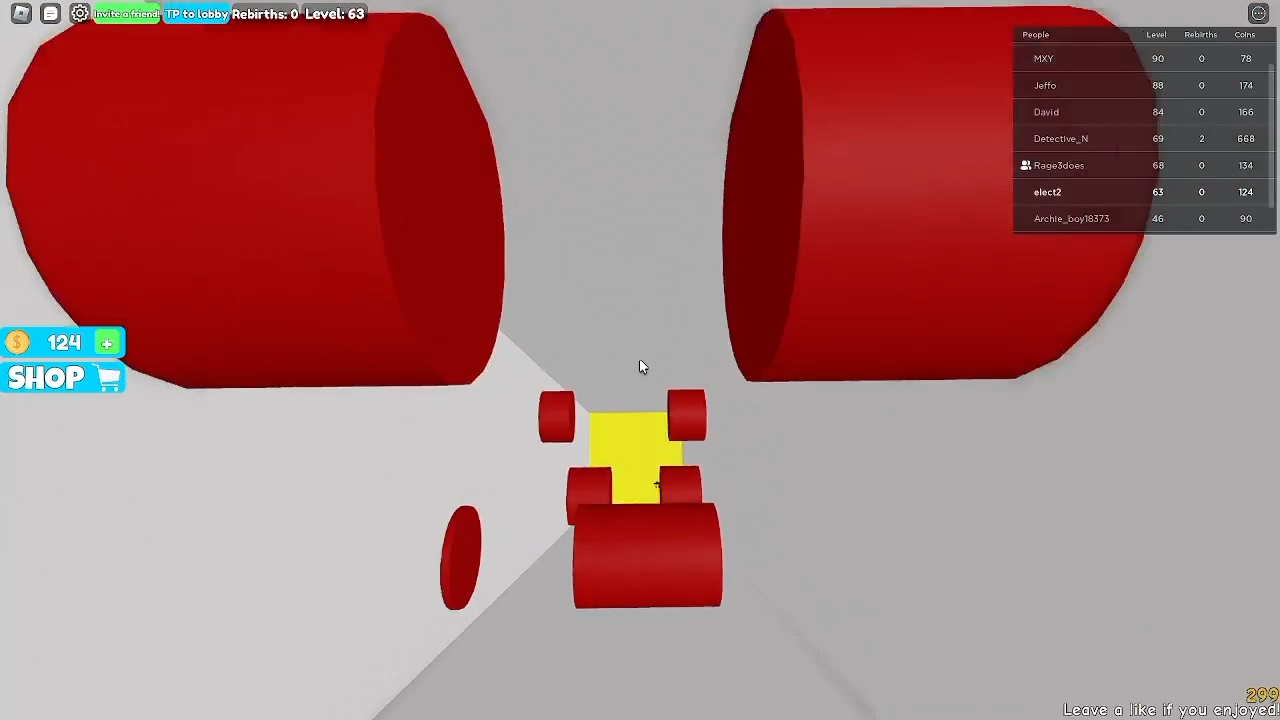 Invite a friend! TP to lobby Rebirths: 0 Level: 63
People Level Rebirths Coins
MXY 90 0 78
Jeffo 88 0 174
David 84 0 166
Detective_N 69 2 668
Rage3does 68 0 134
elect2 63 0 124
Archie_boy18373 46 0 90
$ 124 +
SHOP
299
Leave a like if you enjoyed!